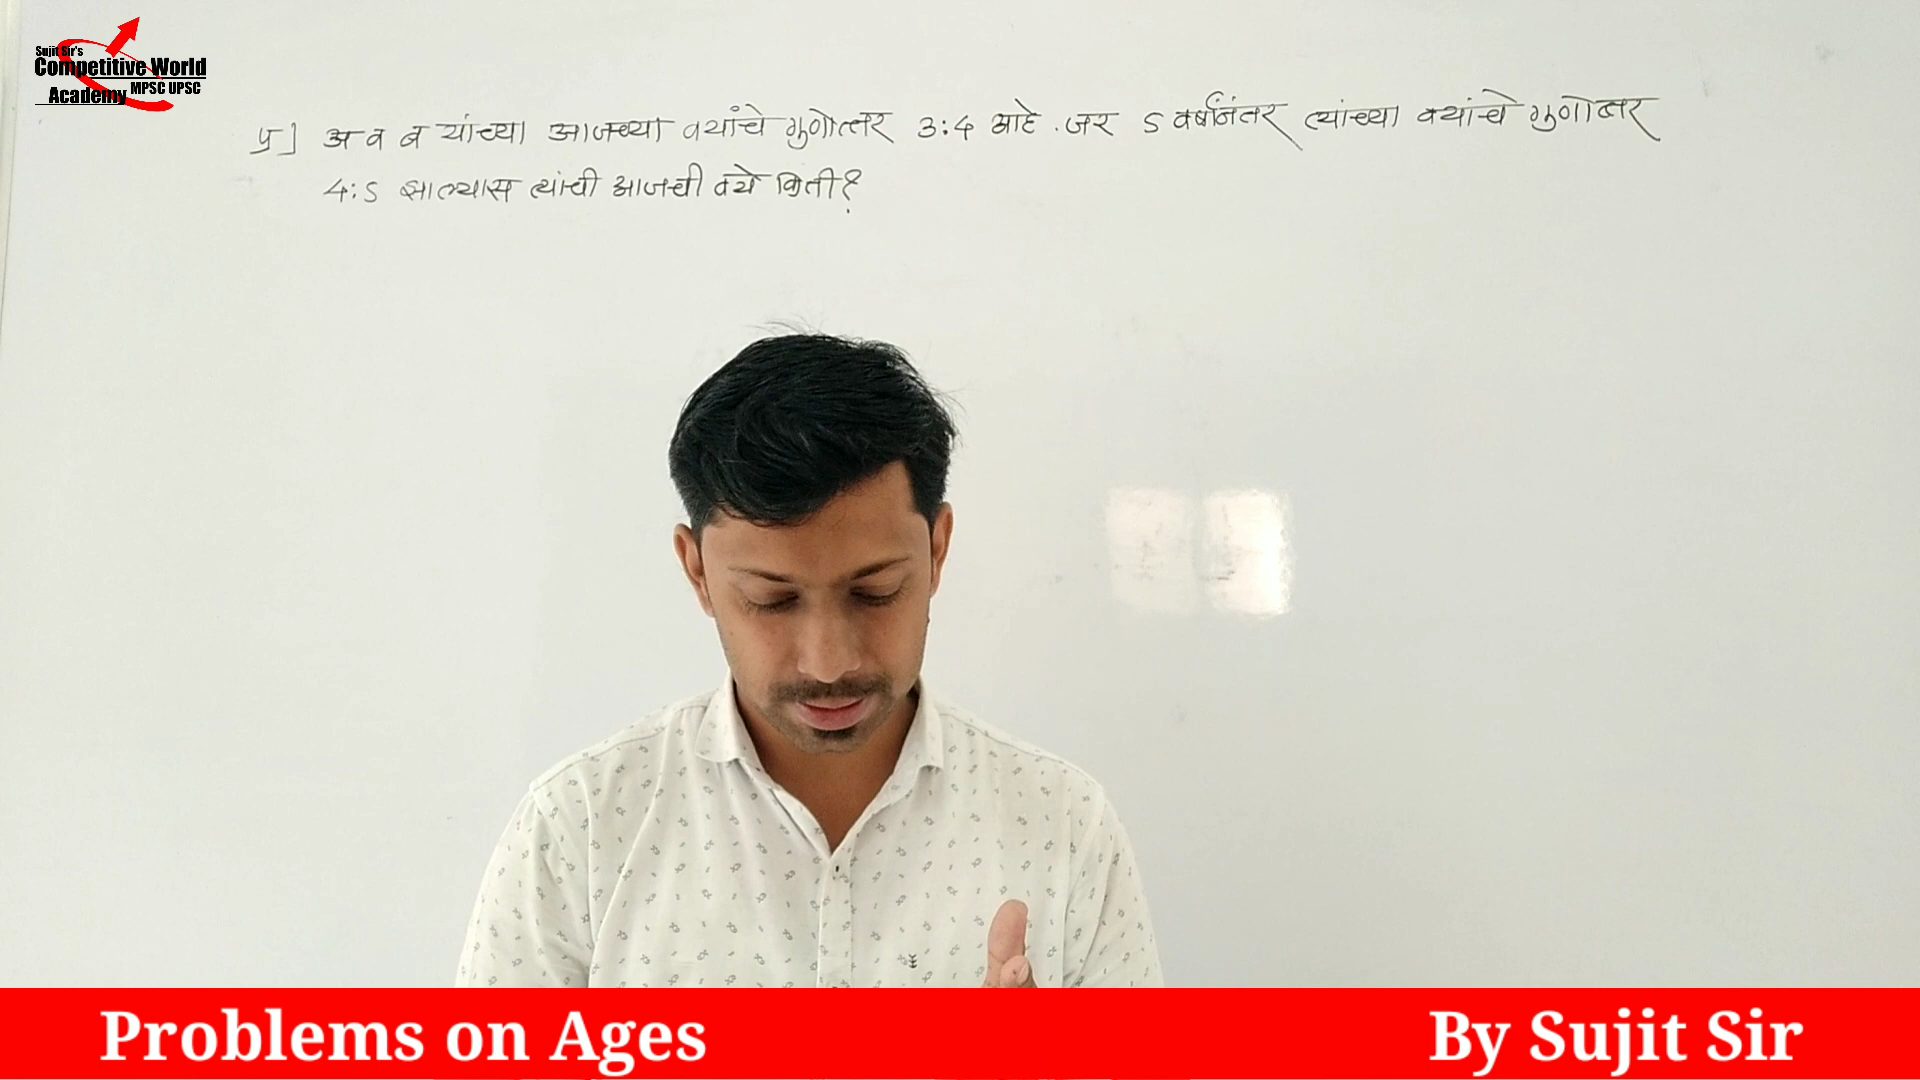 Sujit Sir's
Competitive World
Academy MPSC UPSC
प्र] अ व ब यांच्या आजच्या वयांचे गुणोत्तर 3:4 आहे. जर 5 वर्षानंतर त्यांच्या वयांचे गुणोत्तर
4:5 झाल्यास त्यांची आजची वये किती?
Problems on Ages
By Sujit Sir